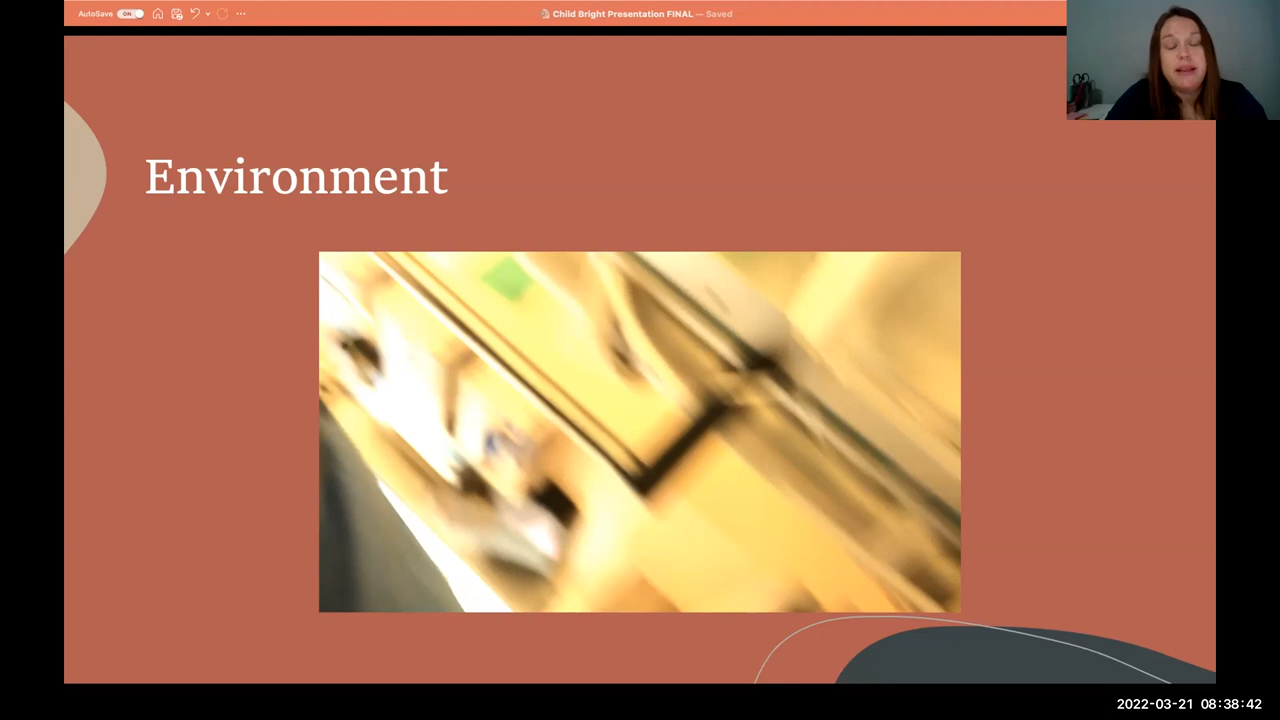 AutoSave ON
Child Bright Presentation FINAL — Saved
Environment
2022-03-21 08:38:42